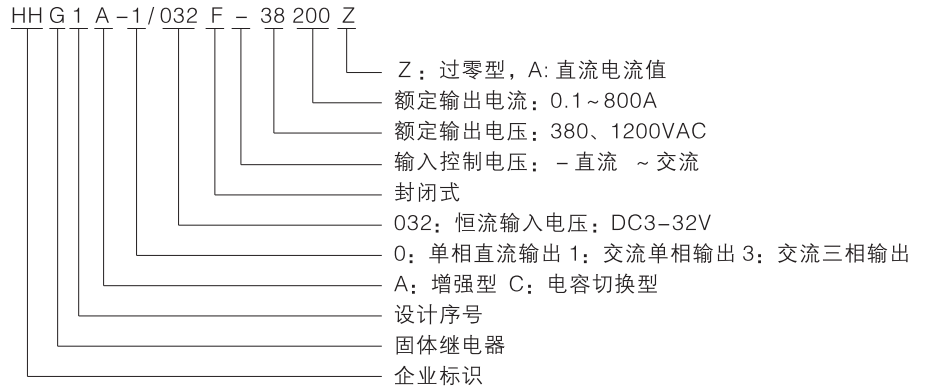 HHG1A-1/032F-38200Z
Z：过零型，A:直流电流值
额定输出电流：0.1~800A
额定输出电压：380、1200VAC
输入控制电压：-直流 ~交流
封闭式
032：恒流输入电压：DC3-32V
0：单相直流输出1：交流单相输出3：交流三相输出
A：增强型 C：电容切换型
设计序号
固体继电器
企业标识